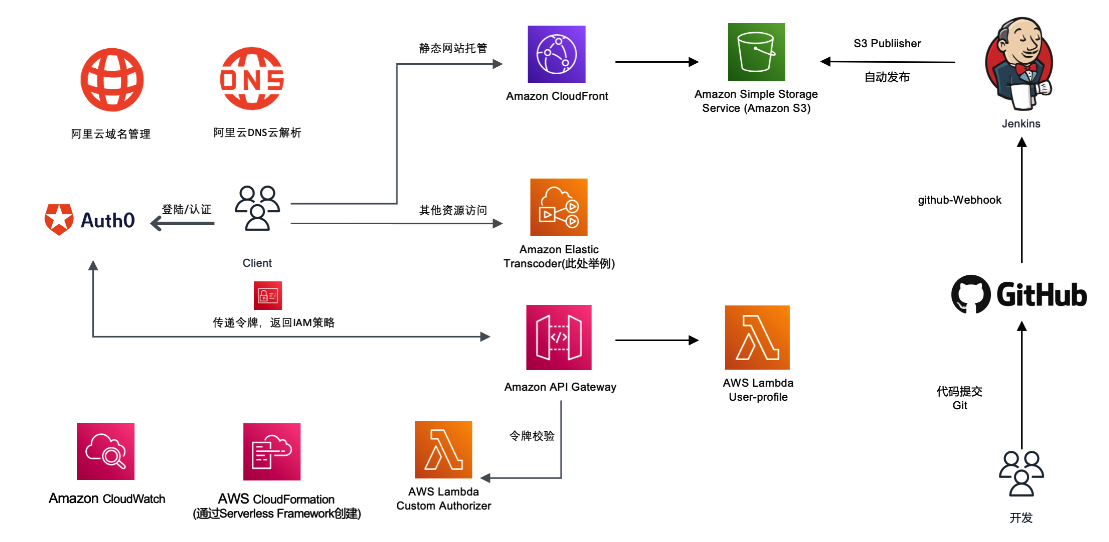 静态网站托管
S3 Publiisher
DNS
Amazon CloudFront
Amazon Simple Storage
Service (Amazon S3)
自动发布
阿里云域名管理
阿里云DNS云解析
Jenkins
登陆/认证
Auth0
其他资源访问
github-Webhook
Client
Amazon Elastic
Transcoder(此处举例)
GitHub
传递令牌，返回IAM策略
Amazon API Gateway
AWS Lambda
User-profile
代码提交
Git
令牌校验
Amazon CloudWatch
AWS CloudFormation
(通过Serverless Framework创建)
AWS Lambda
Custom Authorizer
开发